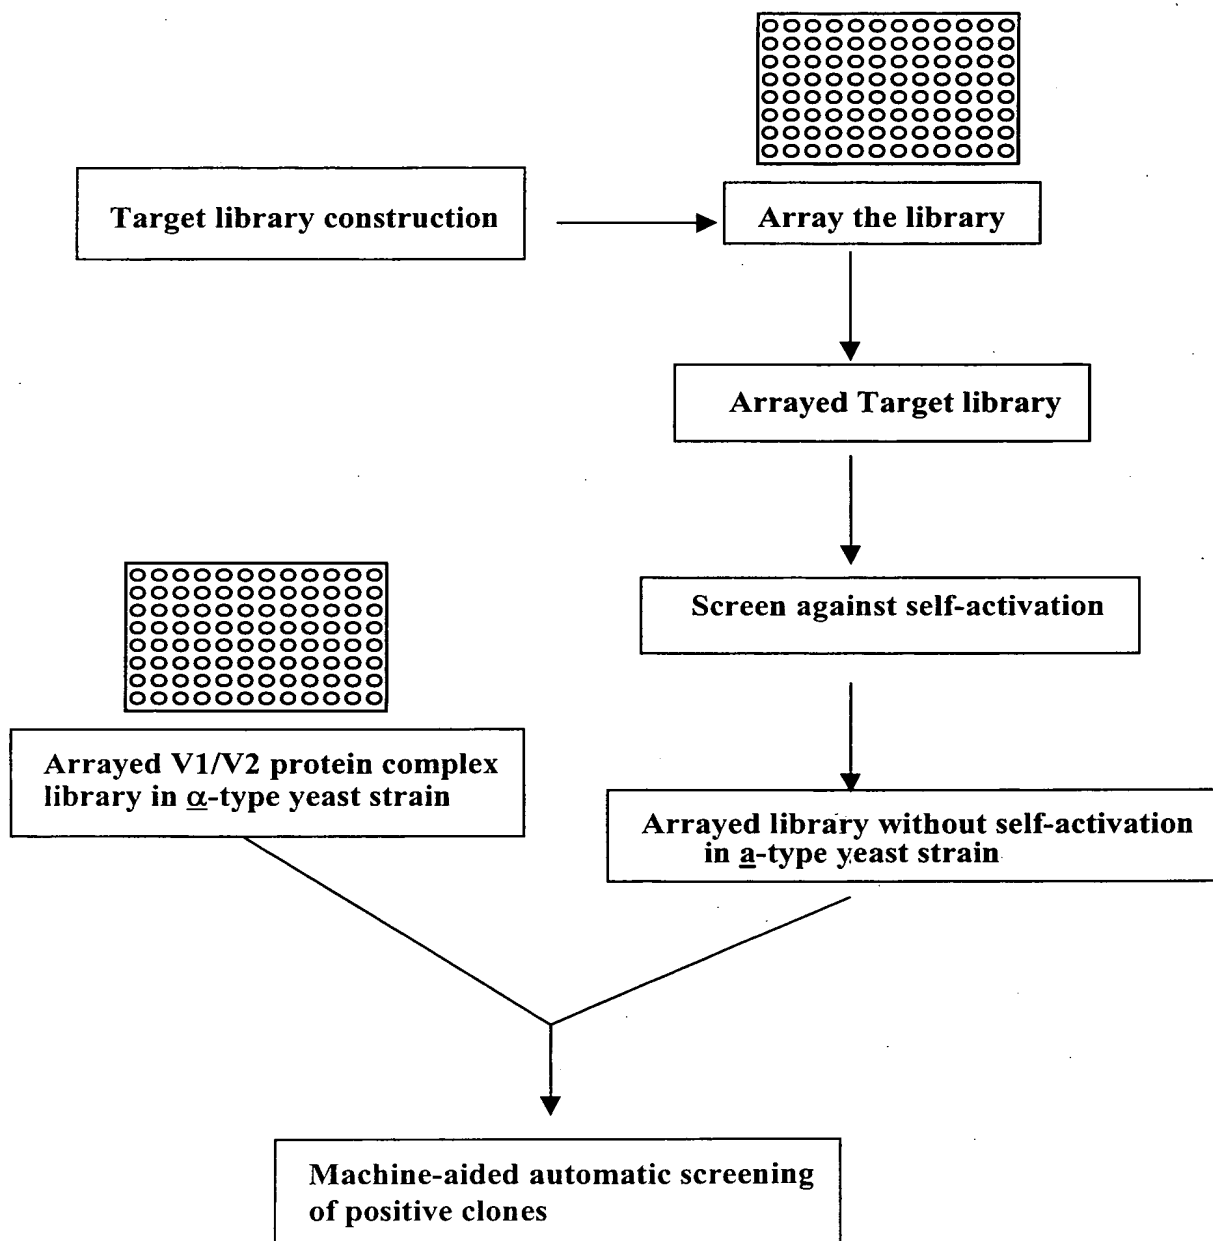 Target library construction
Array the library
Arrayed Target library
Screen against self-activation
Arrayed V1/V2 protein complex
library in α-type yeast strain
Arrayed library without self-activation
in a-type yeast strain
Machine-aided automatic screening
of positive clones